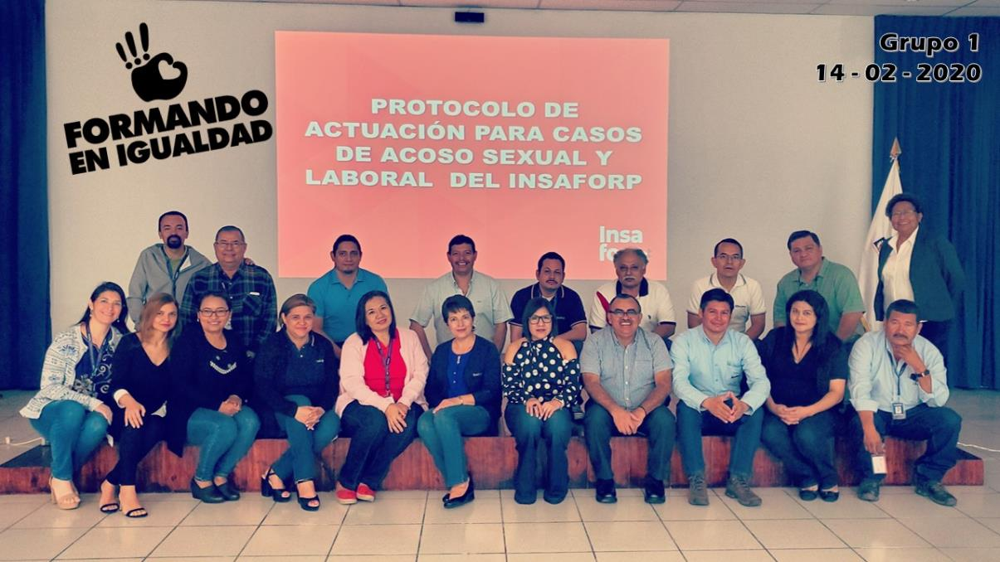 Grupo 1
14 - 02 - 2020
FORMANDO
EN IGUALDAD
PROTOCOLO DE
ACTUACIÓN PARA CASOS
DE ACOSO SEXUAL Y
LABORAL DEL INSAFORP
Insa